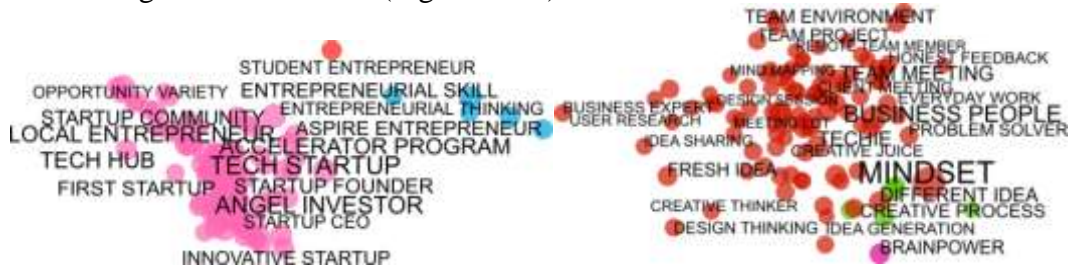 STUDENT ENTREPRENEUR
OPPORTUNITY VARIETY
ENTREPRENEURIAL SKILL
STARTUP COMMUNITY
ENTREPRENEURIAL THINKING
LOCAL ENTREPRENEUR
ASPIRE ENTREPRENEUR
ACCELERATOR PROGRAM
TECH HUB
TECH STARTUP
FIRST STARTUP
STARTUP FOUNDER
ANGEL INVESTOR
STARTUP CEO
INNOVATIVE STARTUP
TEAM ENVIRONMENT
TEAM PROJECT
REMOTE TEAM MEMBER
HONEST FEEDBACK
MIND MAPPING
TEAM MEETING
CLIENT MEETING
DESIGN SENSOR
EVERYDAY WORK
BUSINESS EXPERT
BUSINESS PEOPLE
USER RESEARCH
MEETING LOT
PROBLEM SOLVER
IDEA SHARING
TECHIE
CREATIVE JUICE
FRESH IDEA
MINDSET
DIFFERENT IDEA
CREATIVE THINKER
CREATIVE PROCESS
DESIGN THINKING
IDEA GENERATION
BRAINPOWER